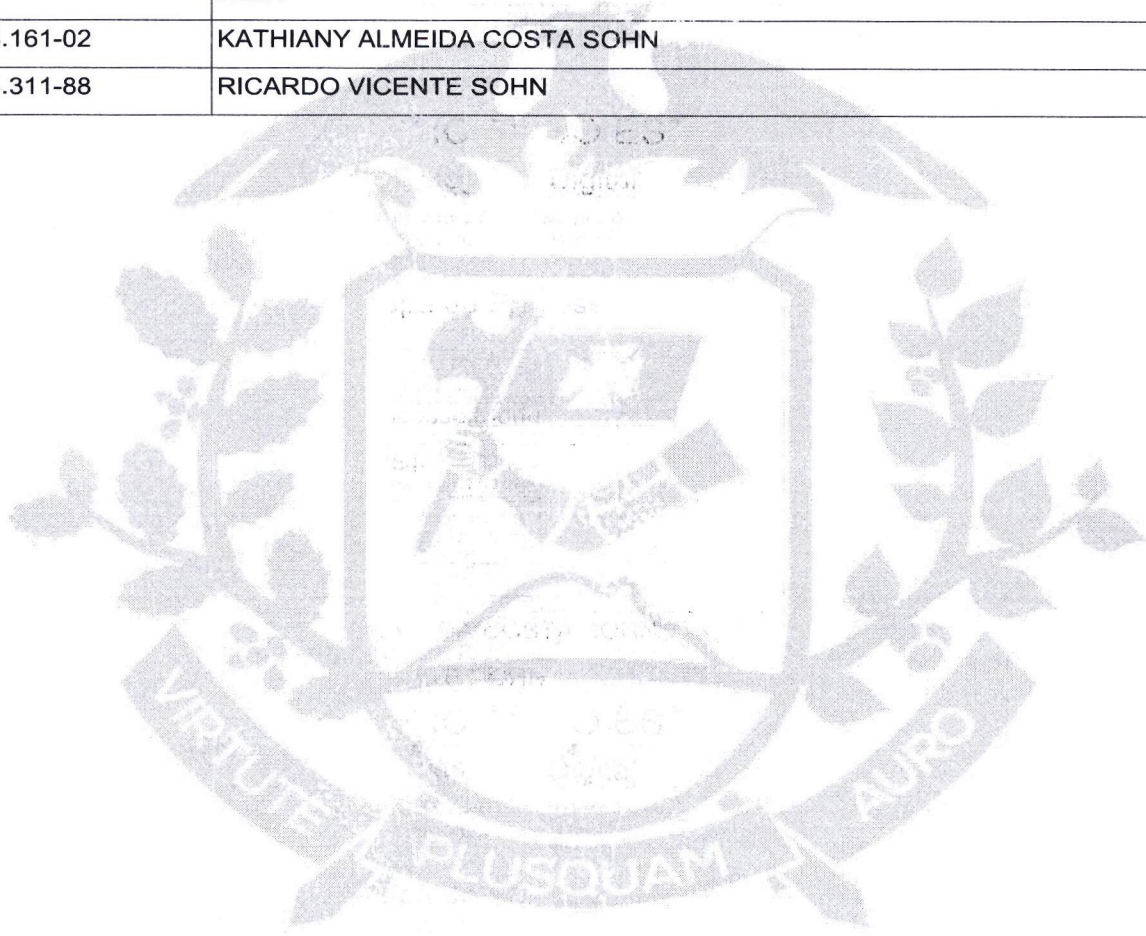 .161-02 KATHIANY ALMEIDA COSTA SOHN
.311-88 RICARDO VICENTE SOHN
VIRTUTE PLUSQUAM AURO